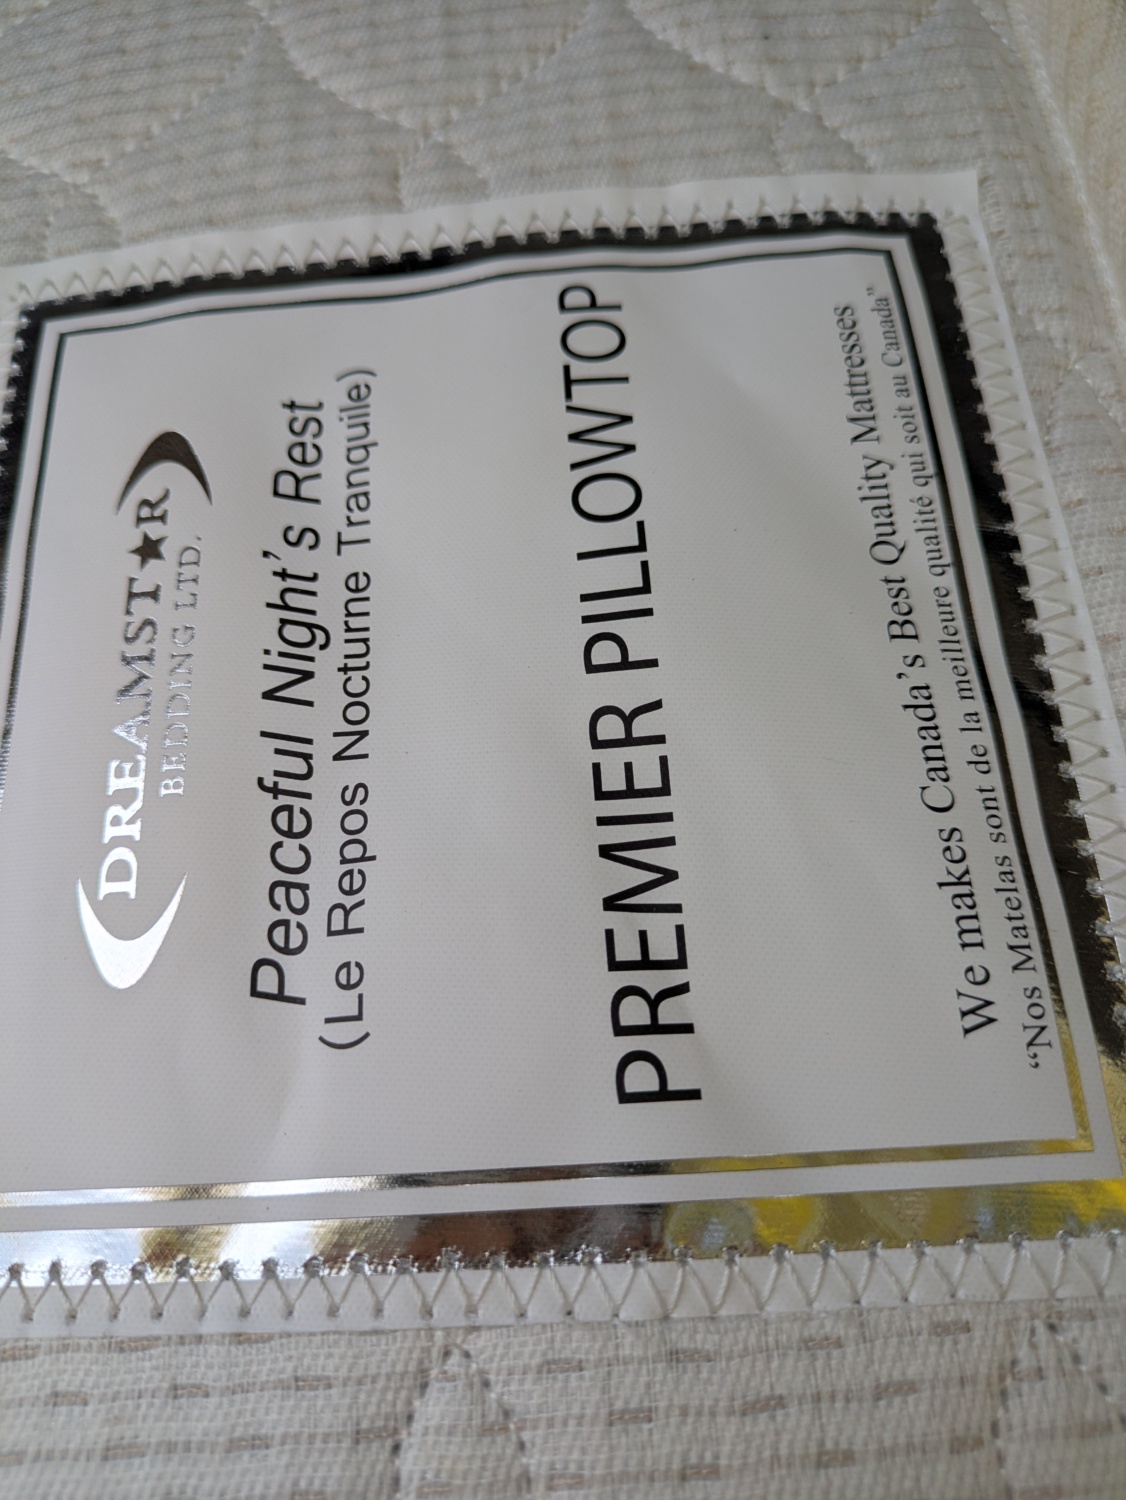 DREAMST★R
BEDDING LTD.
Peaceful Night's Rest
(Le Repos Nocturne Tranquile)
PREMIER PILLOWTOP
We makes Canada's Best Quality Mattresses
“Nos Matelas sont de la meilleure qualité qui soit au Canada”